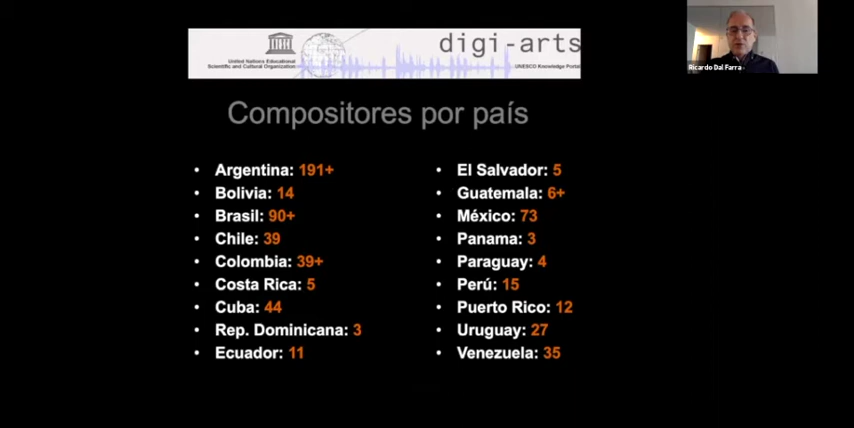 digi-arts
United Nations Educational
Scientific and Cultural Organization
UNESCO Knowledge Portal
Ricardo Dal Farra
Compositores por país
• Argentina: 191+
• Bolivia: 14
• Brasil: 90+
• Chile: 39
• Colombia: 39+
• Costa Rica: 5
• Cuba: 44
• Rep. Dominicana: 3
• Ecuador: 11
• El Salvador: 5
• Guatemala: 6+
• México: 73
• Panama: 3
• Paraguay: 4
• Perú: 15
• Puerto Rico: 12
• Uruguay: 27
• Venezuela: 35